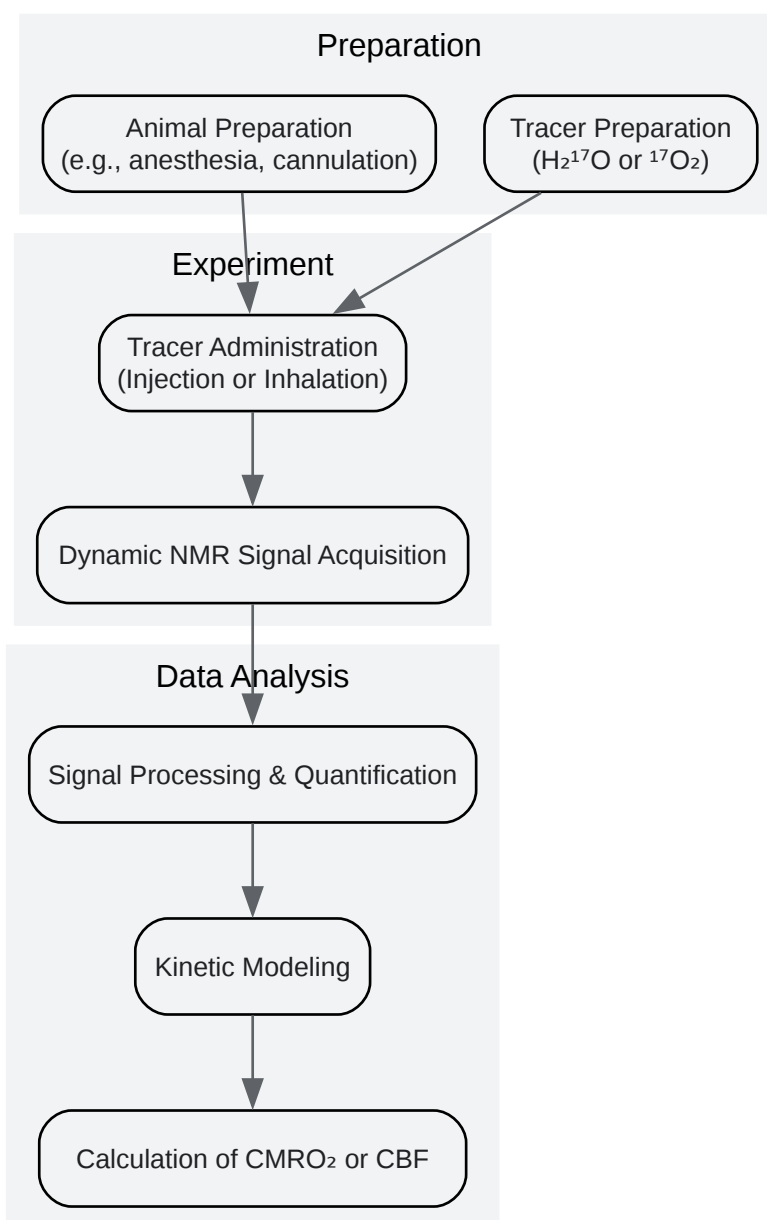 Preparation
Animal Preparation
(e.g., anesthesia, cannulation)
Tracer Preparation
(H₂¹⁷O or ¹⁷O₂)
Experiment
Tracer Administration
(Injection or Inhalation)
Dynamic NMR Signal Acquisition
Data Analysis
Signal Processing & Quantification
Kinetic Modeling
Calculation of CMRO₂ or CBF